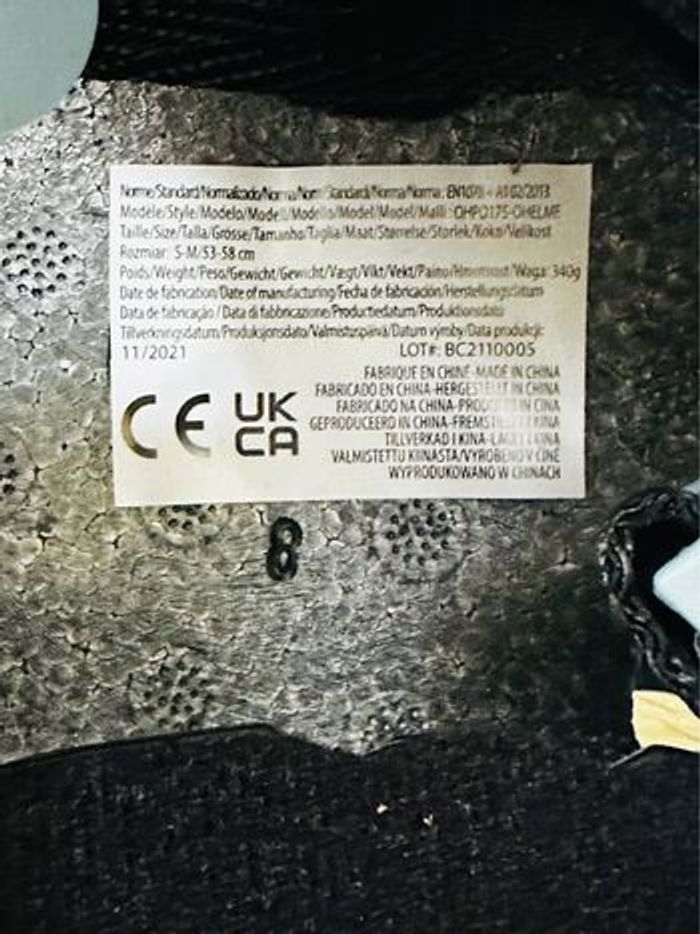 Norme/Standard/Normalizado/Norma/Norm/Standard/Norma/Norma: EN1078 + A1:02/2013
Modèle/Style/Modelo/Modell/Modello/Model/Model/Malli: OHPO175-OHELME
Taille/Size/Talla/Grösse/Tamanho/Taglia/Maat/Størrelse/Storlek/Koko/Velikost
Rozmiar: S-M/53-58 cm
Poids/Weight/Peso/Gewicht/Gewicht/Vægt/Vikt/Vekt/Paino/Hmotnost/Waga: 340g
Date de fabrication/Date of manufacturing/Fecha de fabricación/Herstellungsdatum
Data de fabricação/Data di fabbricazione/Productiedatum/Produktionsdato
Tillverkningsdatum/Produksjonsdato/Valmistuspäivä/Datum vyroby/Data produkcji:
11/2021 LOT#: BC2110005
CE UK
CA
FABRIQUE EN CHINE-MADE IN CHINA
FABRICADO EN CHINA-HERGESTELLT IN CHINA
FABRICADO NA CHINA-PRODOTTO IN CINA
GEPRODUCEERD IN CHINA-FREMSTILLET I KINA
TILLVERKAD I KINA-LAGET I KINA
VALMISTETTU KIINASTA/VYROBENO V CINE
WYPRODUKOWANO W CHINACH
8